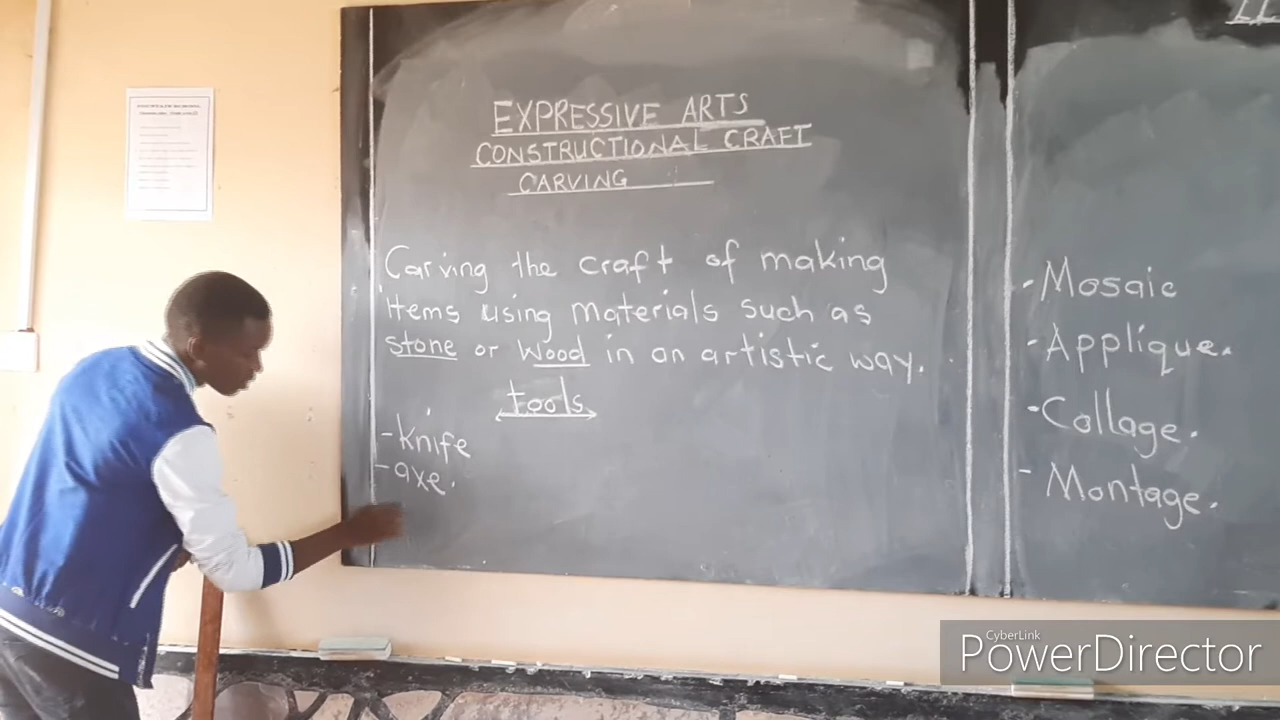 EXPRESSIVE ARTS
CONSTRUCTIONAL CRAFT
CARVING
Carving the craft of making
items using materials such as
stone or wood in an artistic way.
tools
-knife
-axe.
·Mosaic
·Applique.
·Collage.
- Montage.
CyberLink
PowerDirector